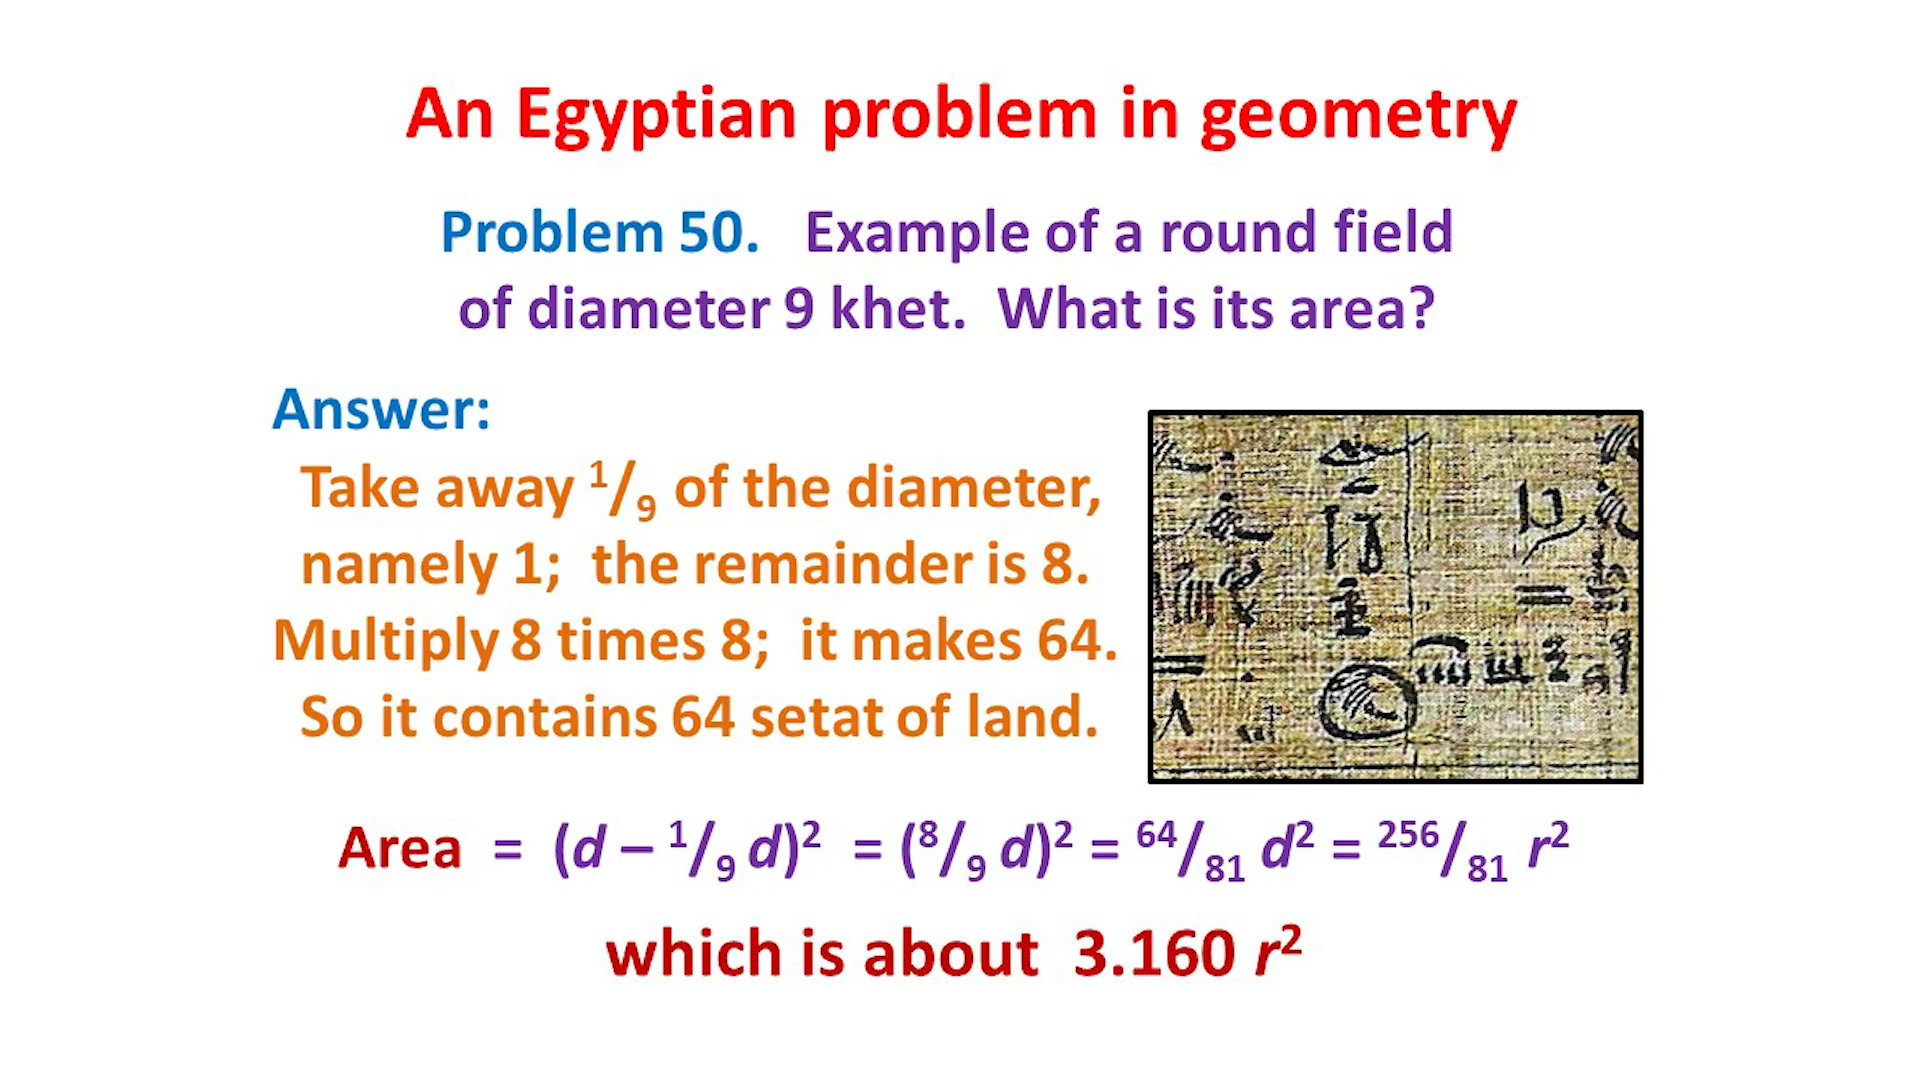 An Egyptian problem in geometry
Problem 50. Example of a round field
of diameter 9 khet. What is its area?
Answer:
Take away ¹/₉ of the diameter,
namely 1; the remainder is 8.
Multiply 8 times 8; it makes 64.
So it contains 64 setat of land.
Area = (d – ¹/₉ d)² = (⁸/₉ d)² = ⁶⁴/₈₁ d² = ²⁵⁶/₈₁ r²
which is about 3.160 r²